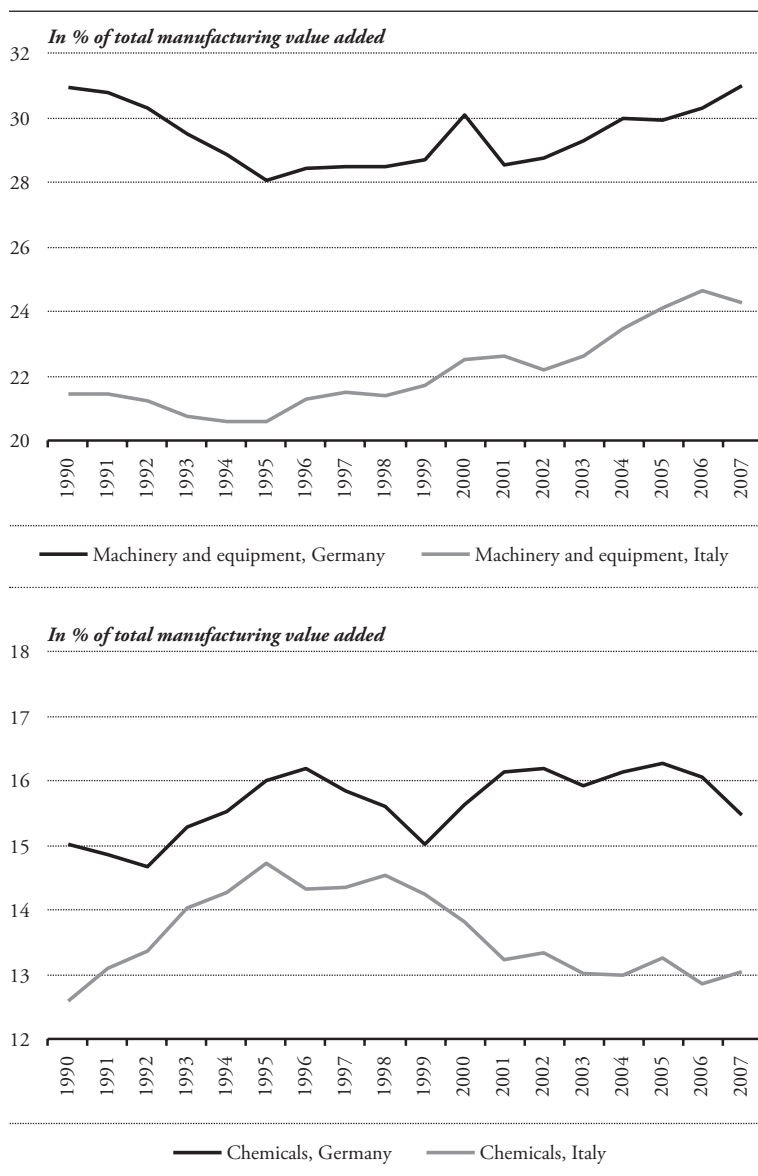 In % of total manufacturing value added
32
30
28
26
24
22
20
1990 1991 1992 1993 1994 1995 1996 1997 1998 1999 2000 2001 2002 2003 2004 2005 2006 2007
Machinery and equipment, Germany Machinery and equipment, Italy
In % of total manufacturing value added
18
17
16
15
14
13
12
1990 1991 1992 1993 1994 1995 1996 1997 1998 1999 2000 2001 2002 2003 2004 2005 2006 2007
Chemicals, Germany Chemicals, Italy